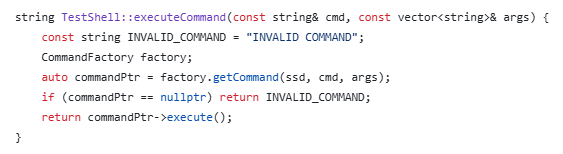 string TestShell::executeCommand(const string& cmd, const vector<string>& args) {
    const string INVALID_COMMAND = "INVALID COMMAND";
    CommandFactory factory;
    auto commandPtr = factory.getCommand(ssd, cmd, args);
    if (commandPtr == nullptr) return INVALID_COMMAND;
    return commandPtr->execute();
}